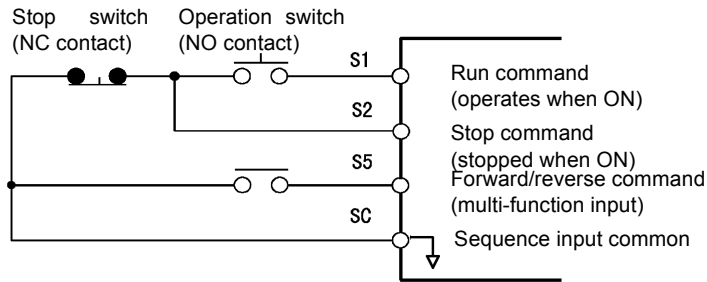 Stop switch
(NC contact)
Operation switch
(NO contact)
S1
Run command
(operates when ON)
S2
Stop command
(stopped when ON)
S5
Forward/reverse command
(multi-function input)
SC
Sequence input common